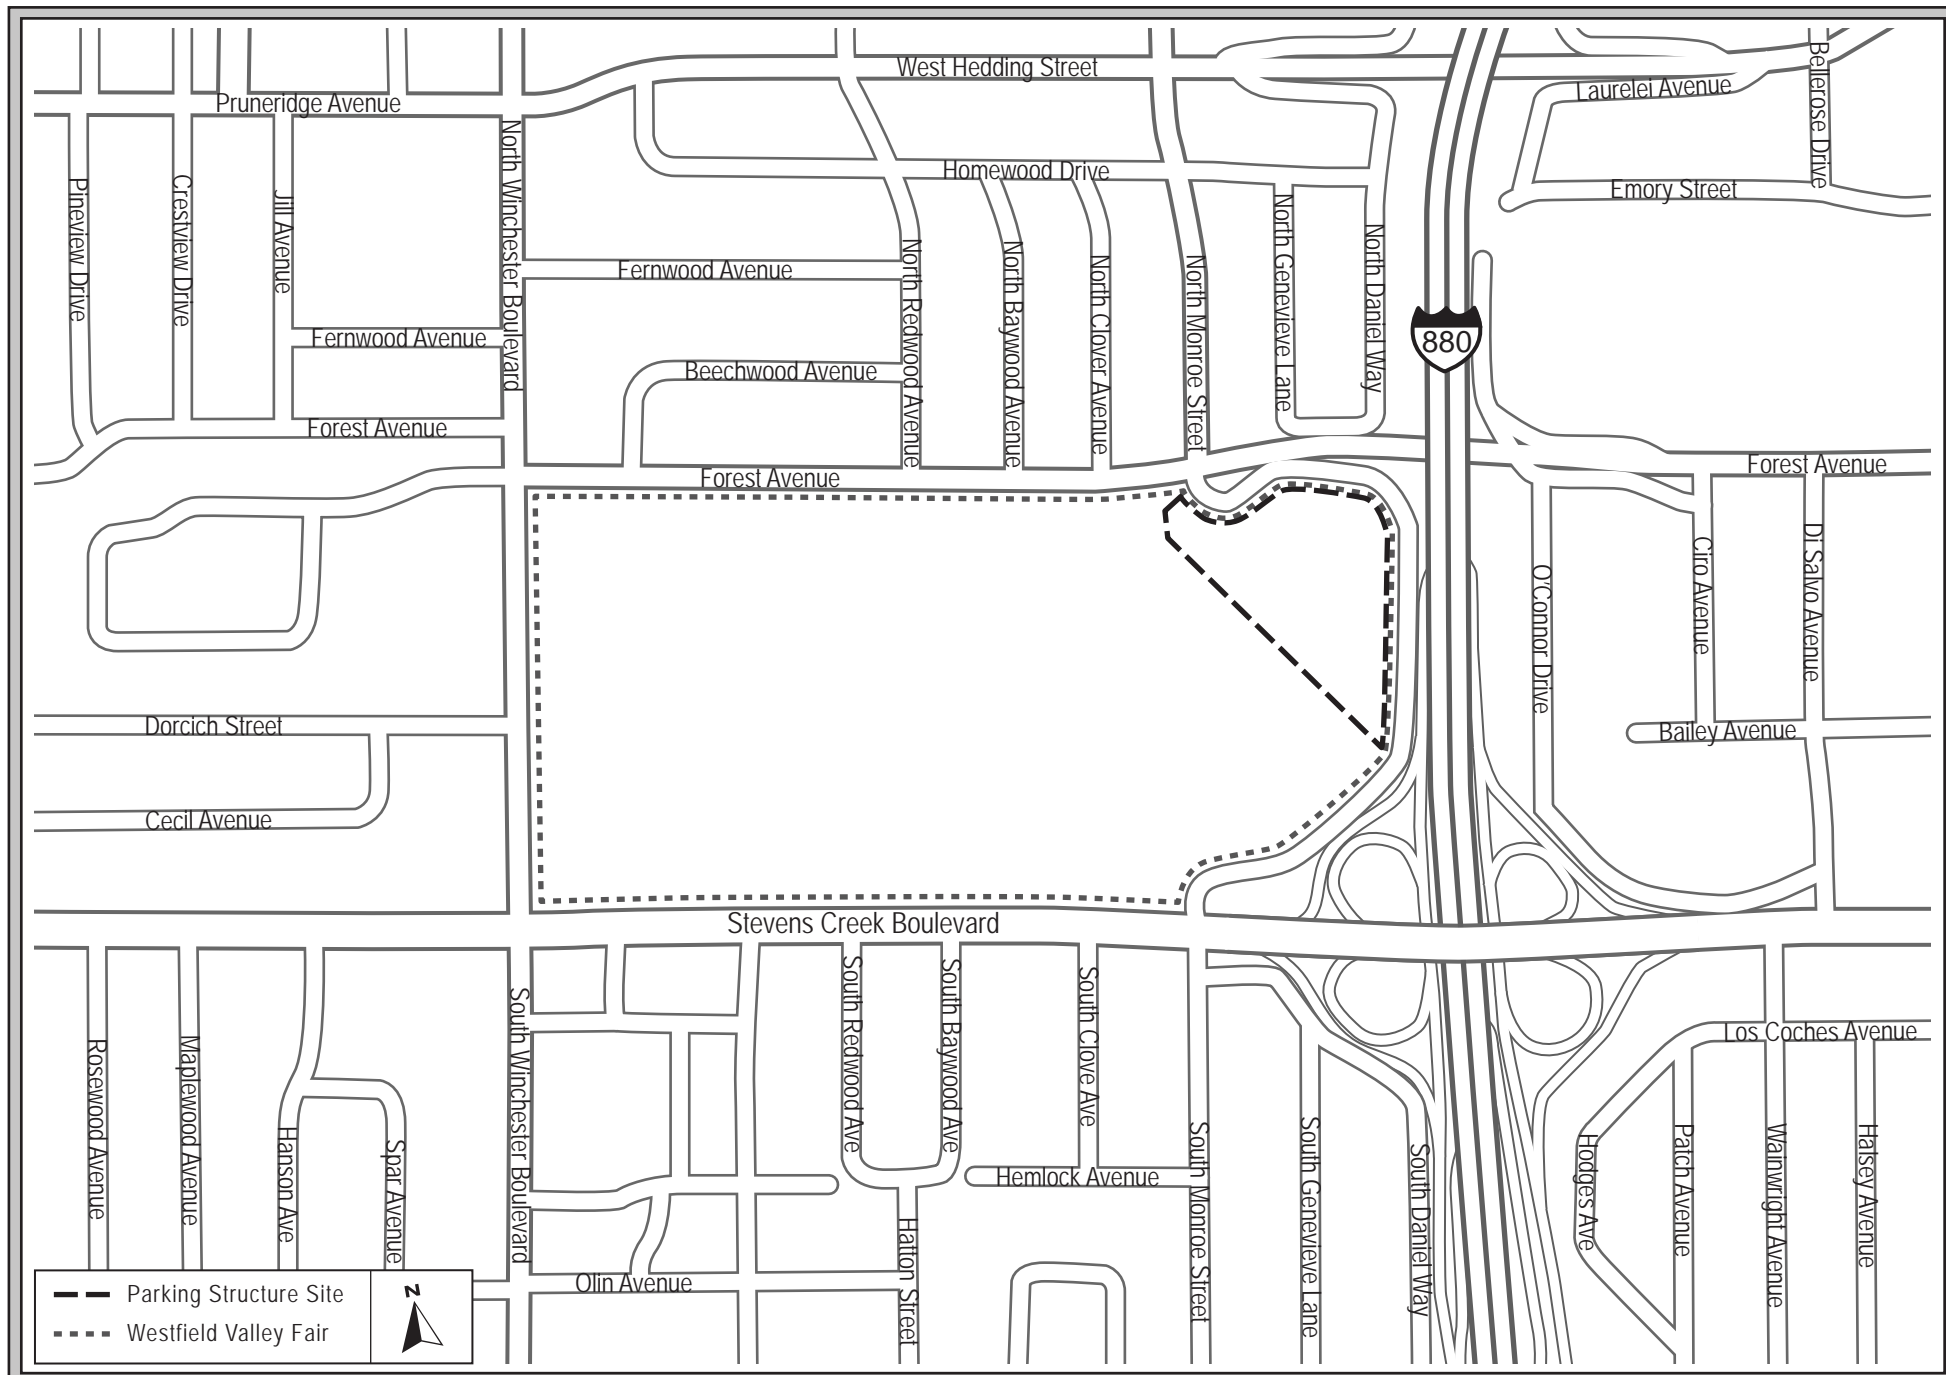 West Hedding Street
Pruneridge Avenue
Laurelei Avenue
Bellerose Drive
Homewood Drive
Emory Street
Pineview Drive
Crestview Drive
Jill Avenue
North Winchester Boulevard
Fernwood Avenue
North Redwood Avenue
North Baywood Avenue
North Clover Avenue
North Monroe Street
North Genevieve Lane
North Daniel Way
Fernwood Avenue
880
Beechwood Avenue
Forest Avenue
Forest Avenue
Forest Avenue
O'Connor Drive
Ciro Avenue
Di Salvo Avenue
Dorcich Street
Bailey Avenue
Cecil Avenue
Stevens Creek Boulevard
Rosewood Avenue
Maplewood Avenue
Hanson Ave
Spar Avenue
South Winchester Boulevard
South Redwood Ave
South Baywood Ave
South Clove Ave
Los Coches Avenue
Hemlock Avenue
South Monroe Street
South Genevieve Lane
South Daniel Way
Hodges Ave
Patch Avenue
Wainwright Avenue
Halsey Avenue
Hatton Street
Olin Avenue
Parking Structure Site
Westfield Valley Fair
N